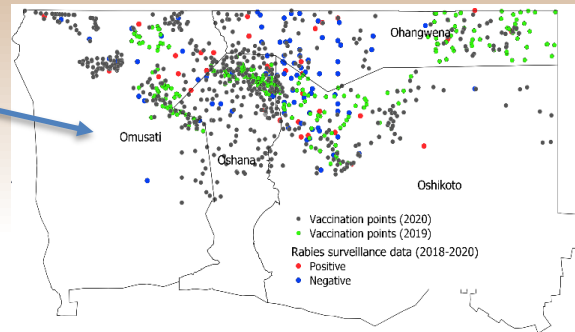 Ohangwena
Omusati
Oshana
Oshikoto
Vaccination points (2020)
Vaccination points (2019)
Rabies surveillance data (2018-2020)
Positive
Negative